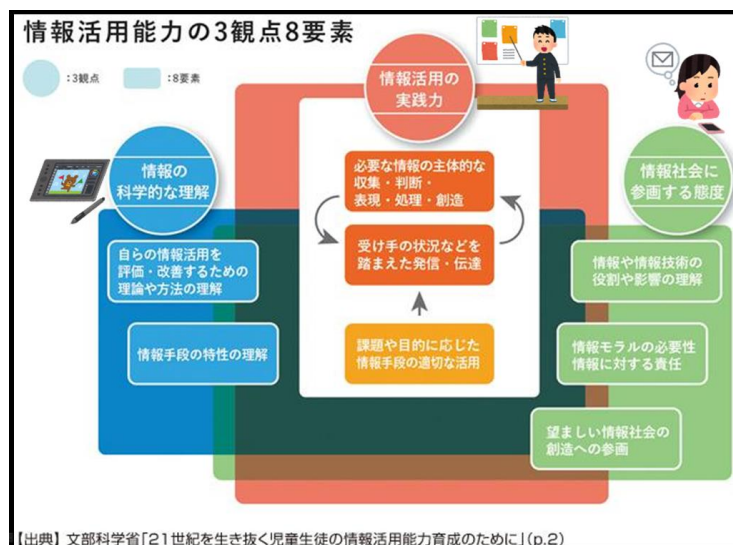 情報活用能力の3観点8要素
:3観点
:8要素
情報活用の
実践力
情報の
科学的な理解
情報社会に
参画する態度
必要な情報の主体的な
収集・判断・
表現・処理・創造
受け手の状況などを
踏まえた発信・伝達
課題や目的に応じた
情報手段の適切な活用
自らの情報活用を
評価・改善するための
理論や方法の理解
情報手段の特性の理解
情報や情報技術の
役割や影響の理解
情報モラルの必要性
情報に対する責任
望ましい情報社会の
創造への参画
【出典】文部科学省「21世紀を生き抜く児童生徒の情報活用能力育成のために」(p.2)